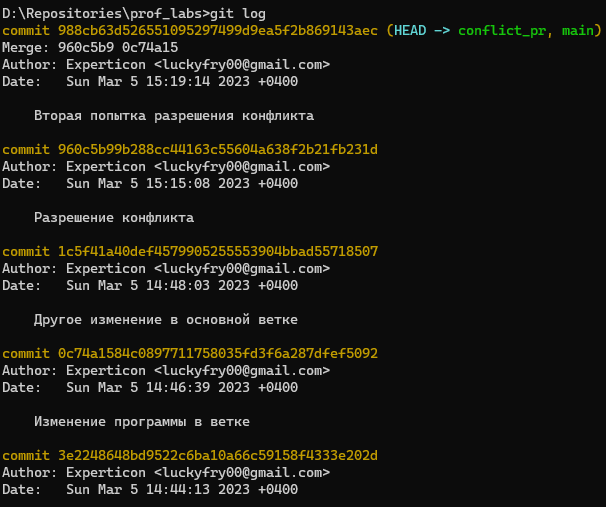 D:\Repositories\prof_labs>git log
commit 988cb63d526551095297499d9ea5f2b869143aec (HEAD -> conflict_pr, main)
Merge: 960c5b9 0c74a15
Author: Experticon <luckyfry00@gmail.com>
Date:   Sun Mar 5 15:19:14 2023 +0400
Вторая попытка разрешения конфликта
commit 960c5b99b288cc44163c55604a638f2b21fb231d
Author: Experticon <luckyfry00@gmail.com>
Date:   Sun Mar 5 15:15:08 2023 +0400
Разрешение конфликта
commit 1c5f41a40def4579905255553904bbad55718507
Author: Experticon <luckyfry00@gmail.com>
Date:   Sun Mar 5 14:48:03 2023 +0400
Другое изменение в основной ветке
commit 0c74a1584c0897711758035fd3f6a287dfef5092
Author: Experticon <luckyfry00@gmail.com>
Date:   Sun Mar 5 14:46:39 2023 +0400
Изменение программы в ветке
commit 3e2248648bd9522c6ba10a66c59158f4333e202d
Author: Experticon <luckyfry00@gmail.com>
Date:   Sun Mar 5 14:44:13 2023 +0400